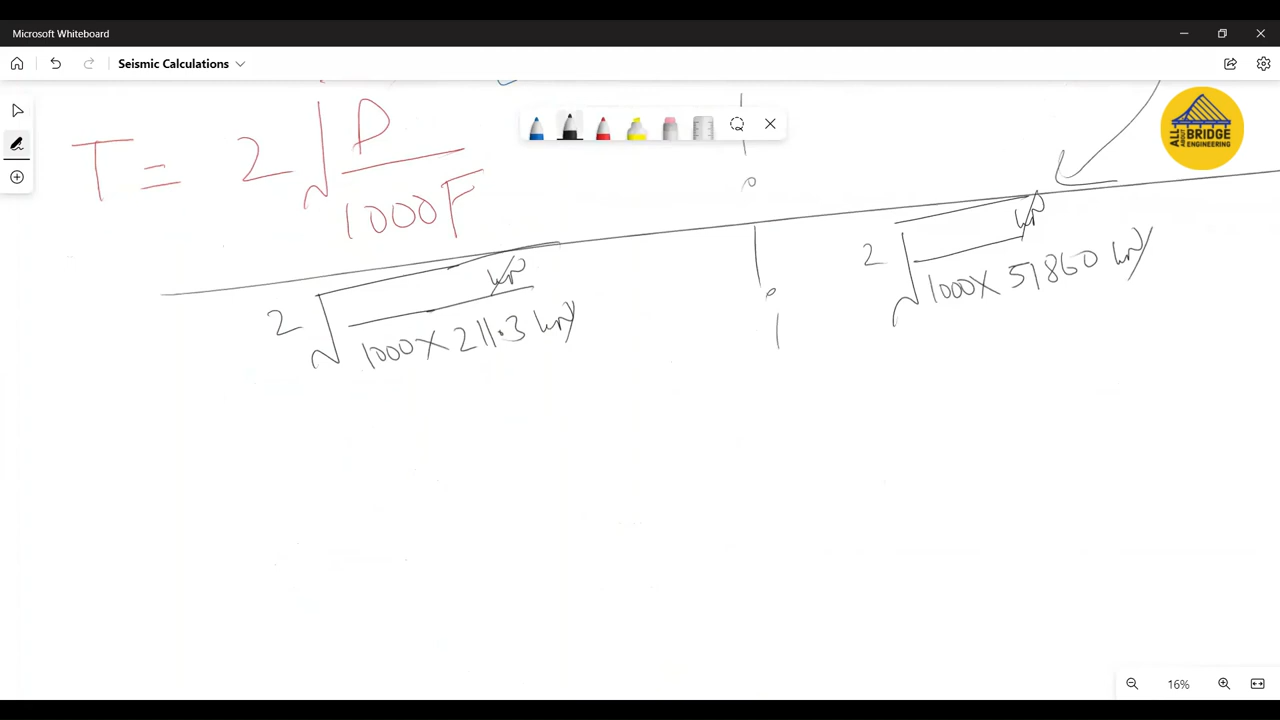 Microsoft Whiteboard
Seismic Calculations
ALL ABOUT BRIDGE ENGINEERING
T = 2 √ D / 1000F
2 √ kN / 1000 × 211.3 kN
2 √ kN / 1000 × 51860 kN
16%